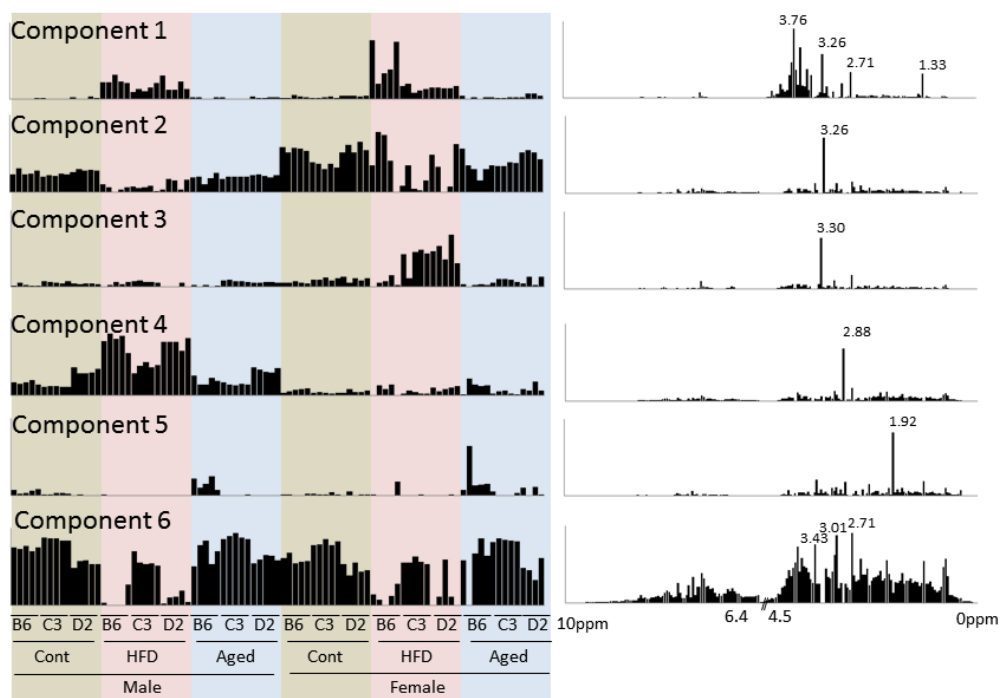 Component 1
3.76
3.26
2.71
1.33
Component 2
3.26
Component 3
3.30
Component 4
2.88
Component 5
1.92
Component 6
3.43
3.01
2.71
10ppm 6.4 // 4.5 0ppm
B6 C3 D2 B6 C3 D2 B6 C3 D2 B6 C3 D2 B6 C3 D2 B6 C3 D2
Cont HFD Aged Cont HFD Aged
Male Female